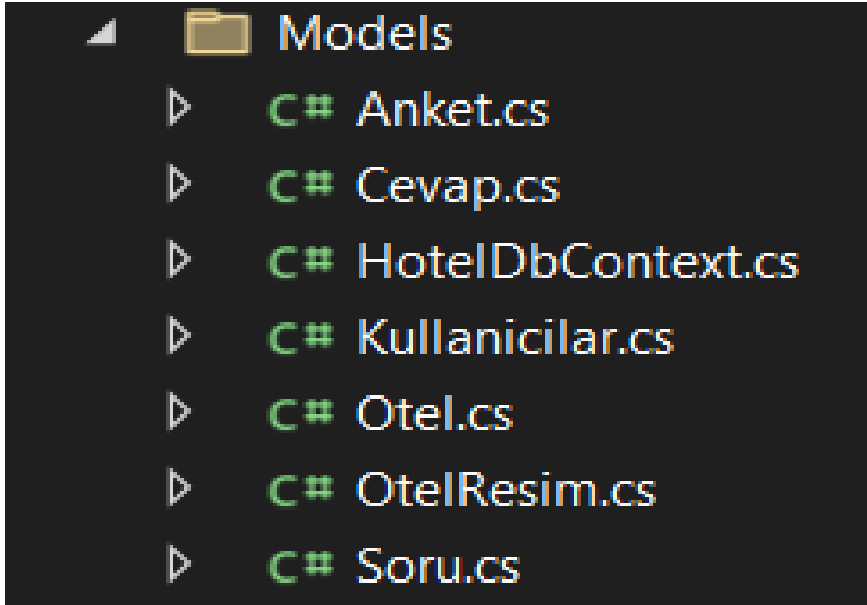 Models
C# Anket.cs
C# Cevap.cs
C# HotelDbContext.cs
C# Kullanicilar.cs
C# Otel.cs
C# OtelResim.cs
C# Soru.cs